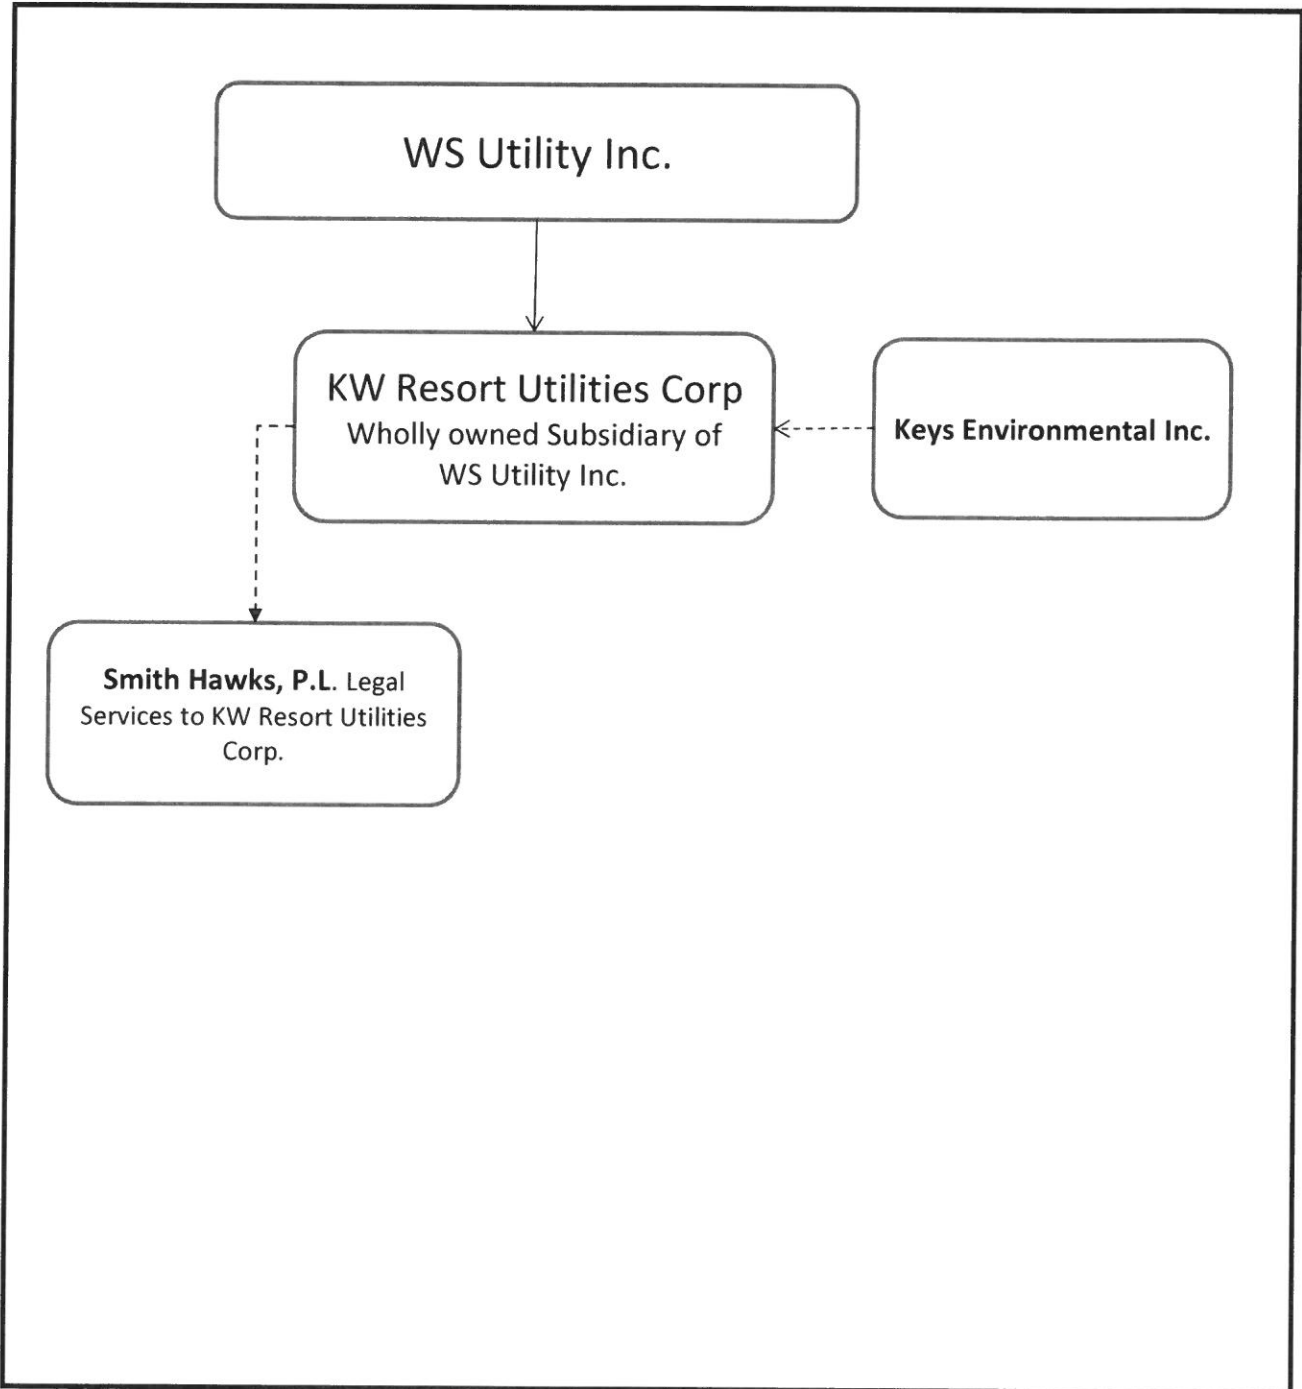 WS Utility Inc.
KW Resort Utilities Corp
Wholly owned Subsidiary of
WS Utility Inc.
Keys Environmental Inc.
Smith Hawks, P.L. Legal
Services to KW Resort Utilities
Corp.